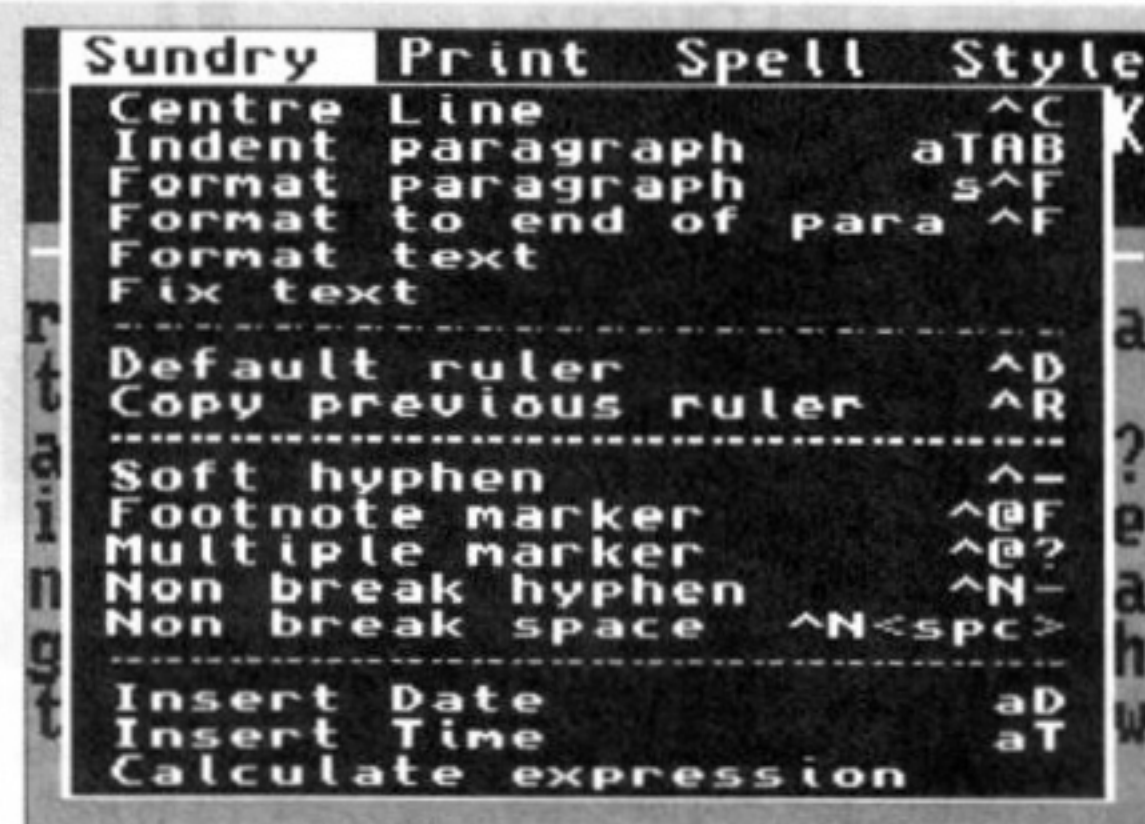 Sundry Print Spell Style
Centre Line ^C
Indent paragraph aTAB
Format paragraph s^F
Format to end of para ^F
Format text
Fix text
Default ruler ^D
Copy previous ruler ^R
Soft hyphen ^-
Footnote marker ^@F
Multiple marker ^@?
Non break hyphen ^N-
Non break space ^N<spc>
Insert Date aD
Insert Time aT
Calculate expression